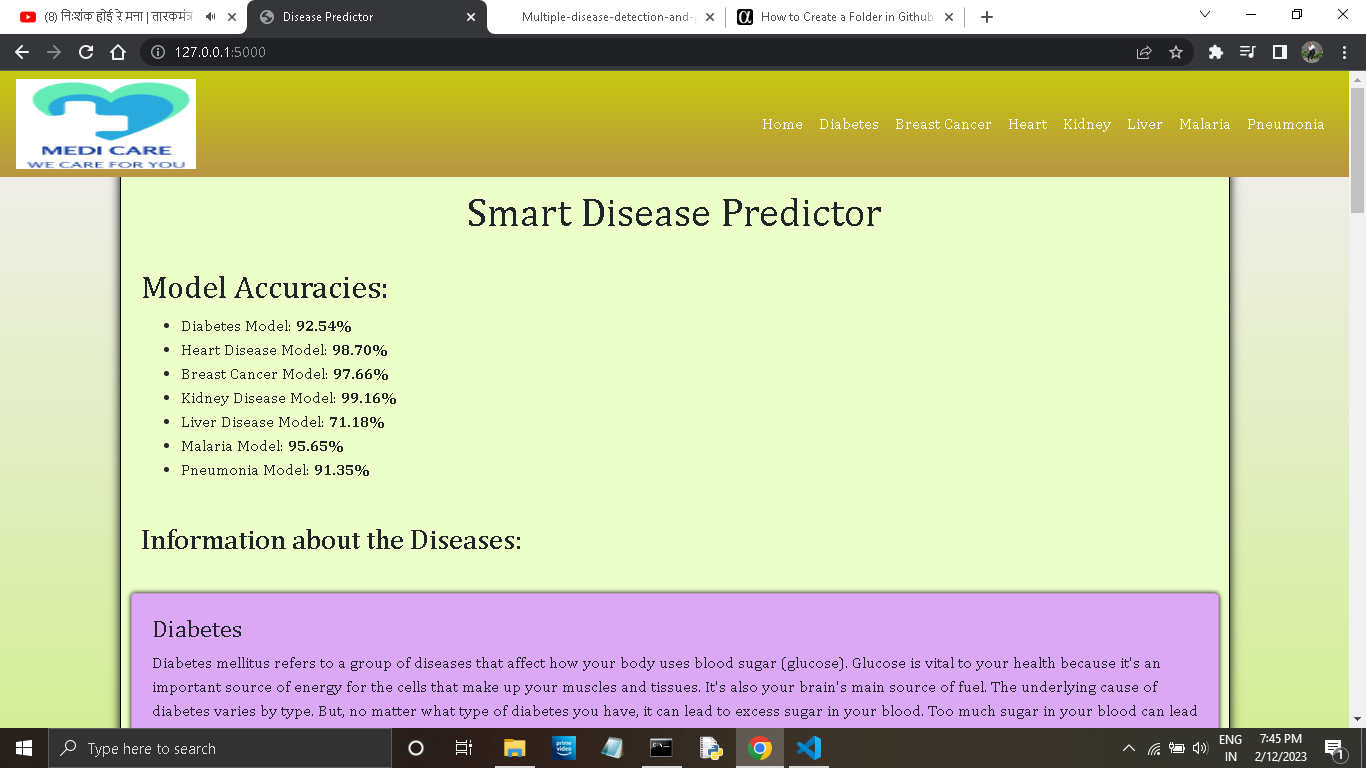 (8) निःशंक होई रे मना | तारकमंत्र
Disease Predictor
Multiple-disease-detection-and-
How to Create a Folder in Github
127.0.0.1:5000
MEDI CARE
WE CARE FOR YOU
Home Diabetes Breast Cancer Heart Kidney Liver Malaria Pneumonia
Smart Disease Predictor
Model Accuracies:
• Diabetes Model: 92.54%
• Heart Disease Model: 98.70%
• Breast Cancer Model: 97.66%
• Kidney Disease Model: 99.16%
• Liver Disease Model: 71.18%
• Malaria Model: 95.65%
• Pneumonia Model: 91.35%
Information about the Diseases:
Diabetes
Diabetes mellitus refers to a group of diseases that affect how your body uses blood sugar (glucose). Glucose is vital to your health because it's an
important source of energy for the cells that make up your muscles and tissues. It's also your brain's main source of fuel. The underlying cause of
diabetes varies by type. But, no matter what type of diabetes you have, it can lead to excess sugar in your blood. Too much sugar in your blood can lead
Type here to search
prime video
ENG
IN
7:45 PM
2/12/2023
1